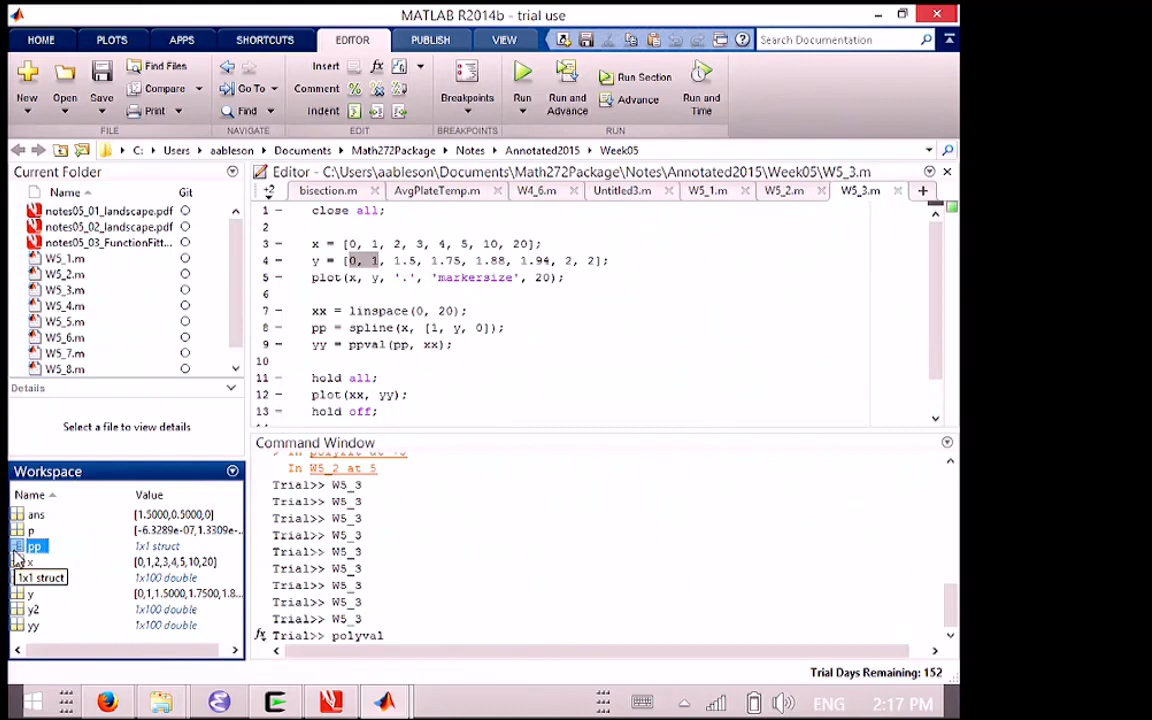 MATLAB R2014b - trial use
HOME PLOTS APPS SHORTCUTS EDITOR PUBLISH VIEW Search Documentation
New Open Save Find Files Compare Print
Go To Find
Insert fx Comment Indent
Breakpoints
Run Run and Advance Run Section Advance Run and Time
FILE NAVIGATE EDIT BREAKPOINTS RUN
C: Users aableson Documents Math272Package Notes Annotated2015 Week05
Current Folder
Name Git
notes05_01_landscape.pdf
notes05_02_landscape.pdf
notes05_03_FunctionFitt...
W5_1.m
W5_2.m
W5_3.m
W5_4.m
W5_5.m
W5_6.m
W5_7.m
W5_8.m
Details
Select a file to view details
Workspace
Name Value
ans [1.5000,0.5000,0]
p [-6.3289e-07,1.3309e-...
pp 1x1 struct
x [0,1,2,3,4,5,10,20]
1x1 struct 1x100 double
y [0,1,1.5000,1.7500,1.8...
y2 1x100 double
yy 1x100 double
Editor - C:\Users\aableson\Documents\Math272Package\Notes\Annotated2015\Week05\W5_3.m
+2 bisection.m AvgPlateTemp.m W4_6.m Untitled3.m W5_1.m W5_2.m W5_3.m
1 - close all;
2
3 - x = [0, 1, 2, 3, 4, 5, 10, 20];
4 - y = [0, 1, 1.5, 1.75, 1.88, 1.94, 2, 2];
5 - plot(x, y, '.', 'markersize', 20);
6
7 - xx = linspace(0, 20);
8 - pp = spline(x, [1, y, 0]);
9 - yy = ppval(pp, xx);
10
11 - hold all;
12 - plot(xx, yy);
13 - hold off;
Command Window
In W5_2 at 5
Trial>> W5_3
Trial>> W5_3
Trial>> W5_3
Trial>> W5_3
Trial>> W5_3
Trial>> W5_3
Trial>> W5_3
Trial>> W5_3
Trial>> W5_3
fx Trial>> polyval
Trial Days Remaining: 152
ENG 2:17 PM